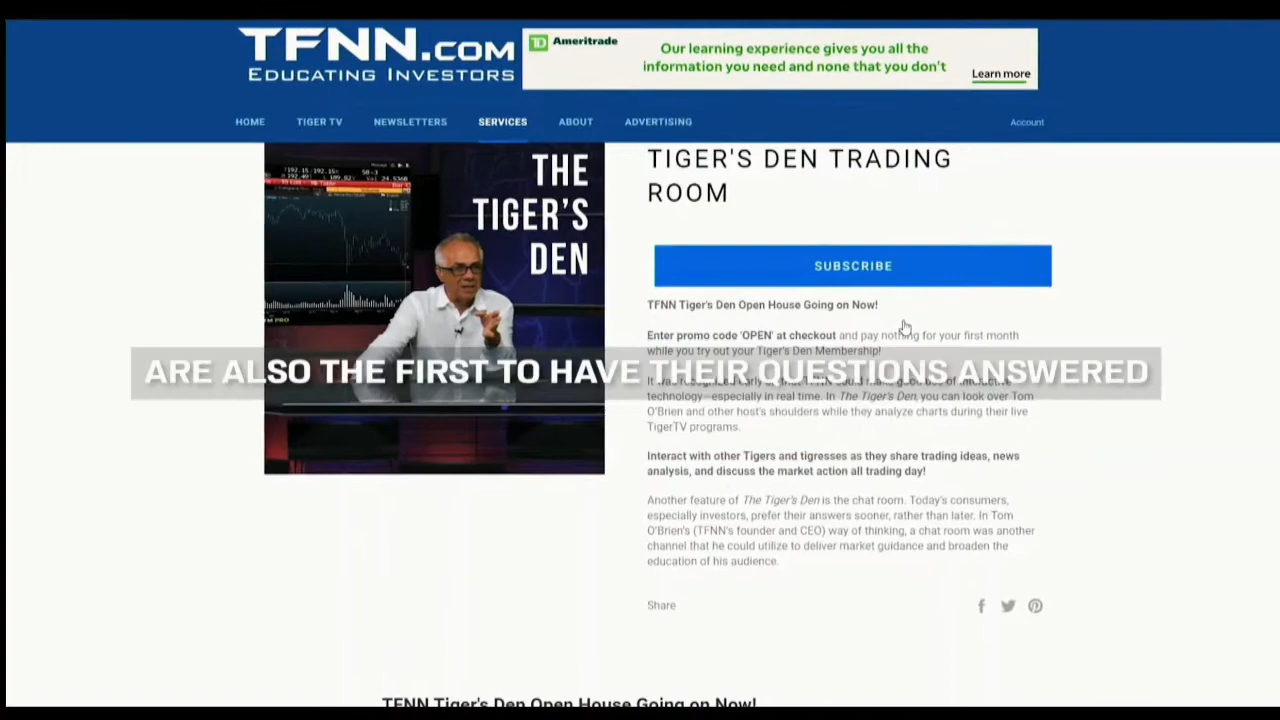 TFNN.COM
EDUCATING INVESTORS
TD Ameritrade
Our learning experience gives you all the
information you need and none that you don't
Learn more
HOME TIGER TV NEWSLETTERS SERVICES ABOUT ADVERTISING Account
THE
TIGER'S
DEN
TIGER'S DEN TRADING
ROOM
SUBSCRIBE
TFNN Tiger's Den Open House Going on Now!
Enter promo code 'OPEN' at checkout and pay nothing for your first month
while you try out your Tiger's Den Membership!
ARE ALSO THE FIRST TO HAVE THEIR QUESTIONS ANSWERED
technology—especially in real time. In The Tiger's Den, you can look over Tom
O'Brien and other host's shoulders while they analyze charts during their live
TigerTV programs.
Interact with other Tigers and tigresses as they share trading ideas, news
analysis, and discuss the market action all trading day!
Another feature of The Tiger's Den is the chat room. Today's consumers,
especially investors, prefer their answers sooner, rather than later. In Tom
O'Brien's (TFNN's founder and CEO) way of thinking, a chat room was another
channel that he could utilize to deliver market guidance and broaden the
education of his audience.
Share
TFNN Tiger's Den Open House Going on Now!